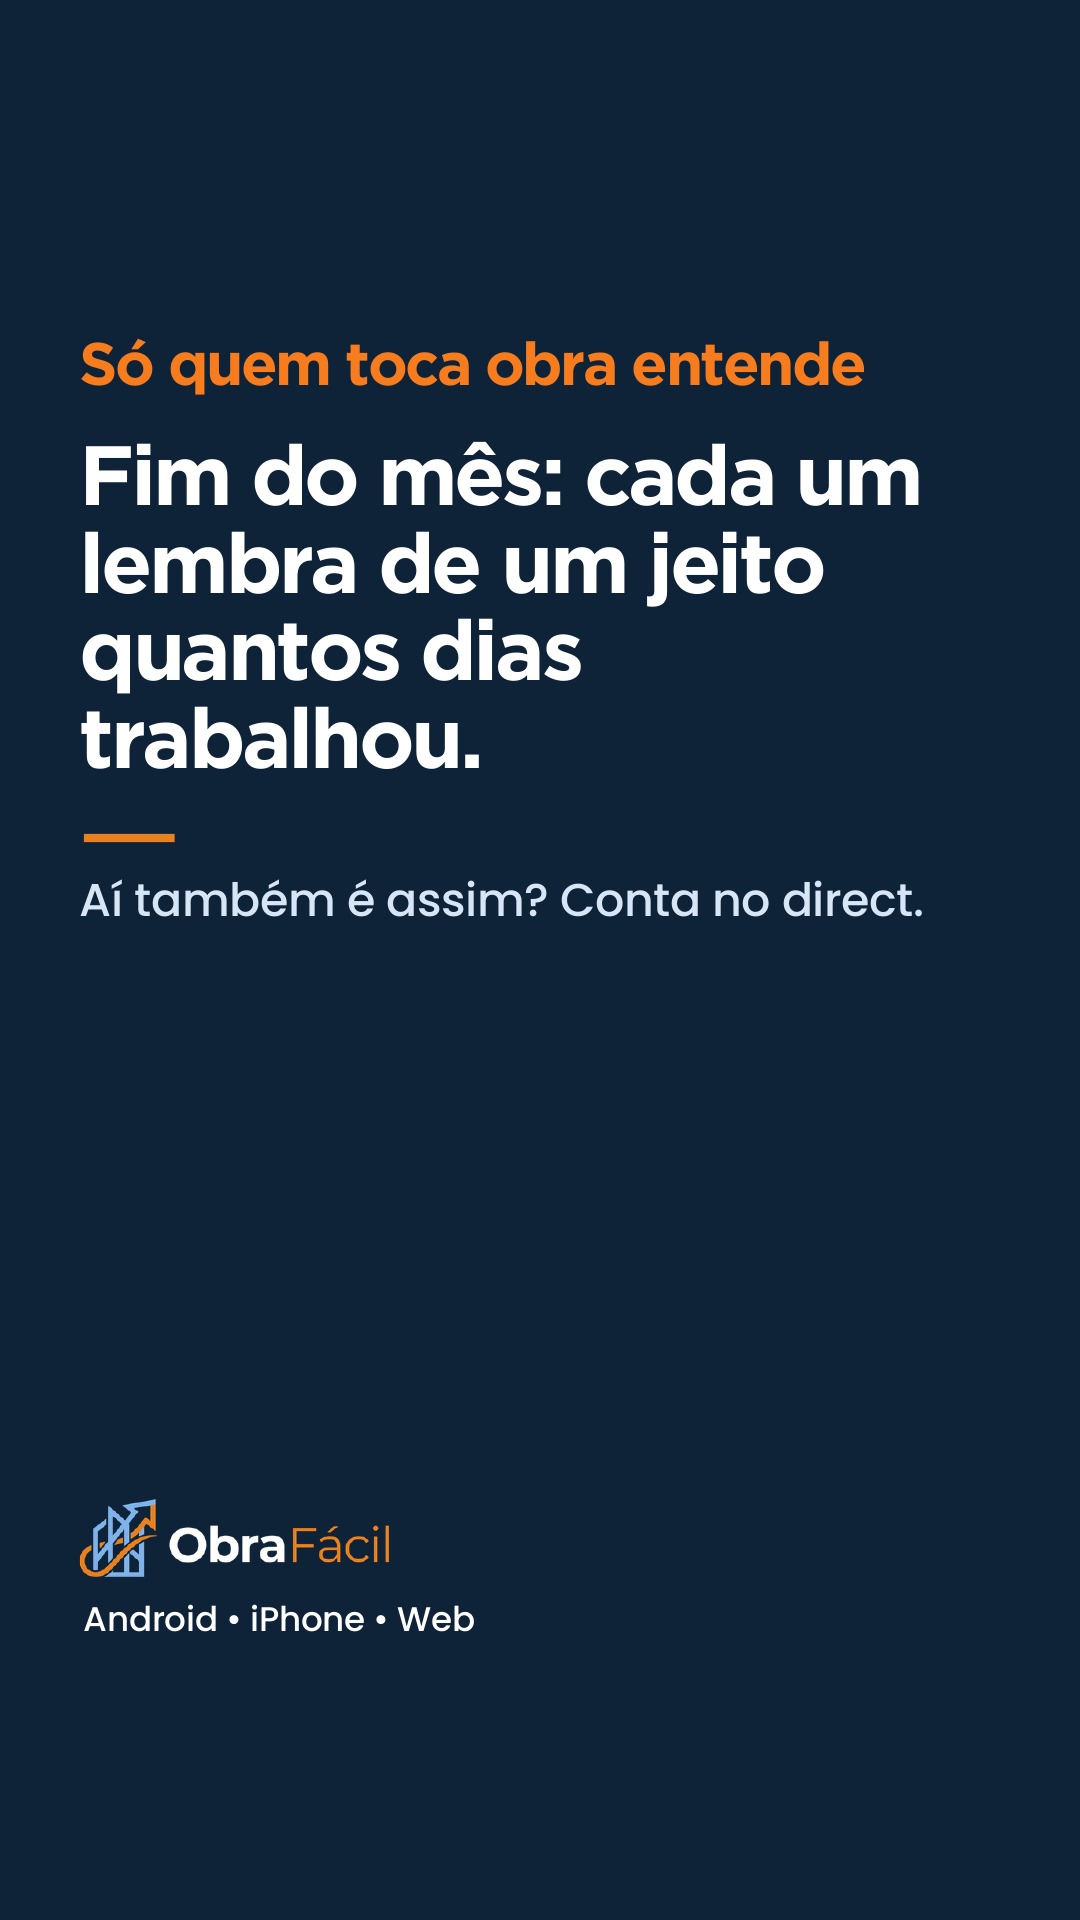 Só quem toca obra entende
Fim do mês: cada um
lembra de um jeito
quantos dias
trabalhou.
Aí também é assim? Conta no direct.
ObraFácil
Android • iPhone • Web